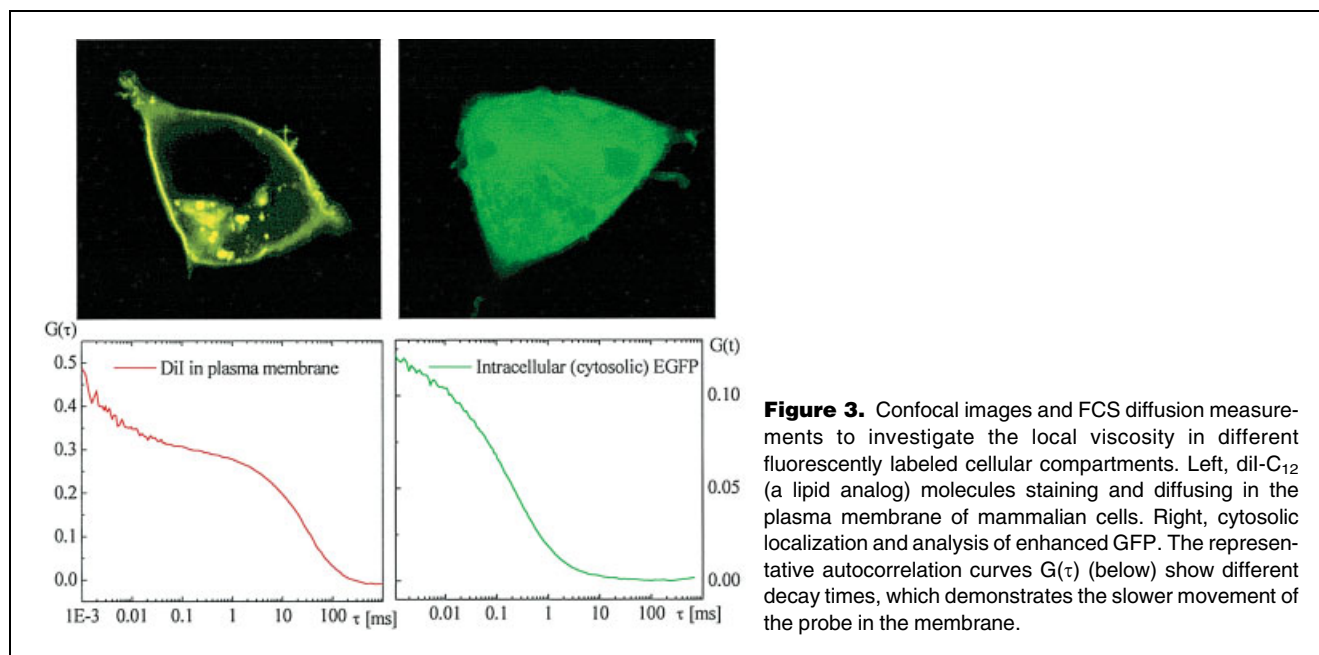 G(τ)
0.5
0.4
0.3
0.2
0.1
0.0
DiI in plasma membrane
1E-3 0.01 0.1 1 10 100 τ [ms]
Intracellular (cytosolic) EGFP
G(t)
0.10
0.05
0.00
0.01 0.1 1 10 100 τ [ms]
Figure 3. Confocal images and FCS diffusion measure-
ments to investigate the local viscosity in different
fluorescently labeled cellular compartments. Left, diI-C12
(a lipid analog) molecules staining and diffusing in the
plasma membrane of mammalian cells. Right, cytosolic
localization and analysis of enhanced GFP. The represen-
tative autocorrelation curves G(τ) (below) show different
decay times, which demonstrates the slower movement of
the probe in the membrane.